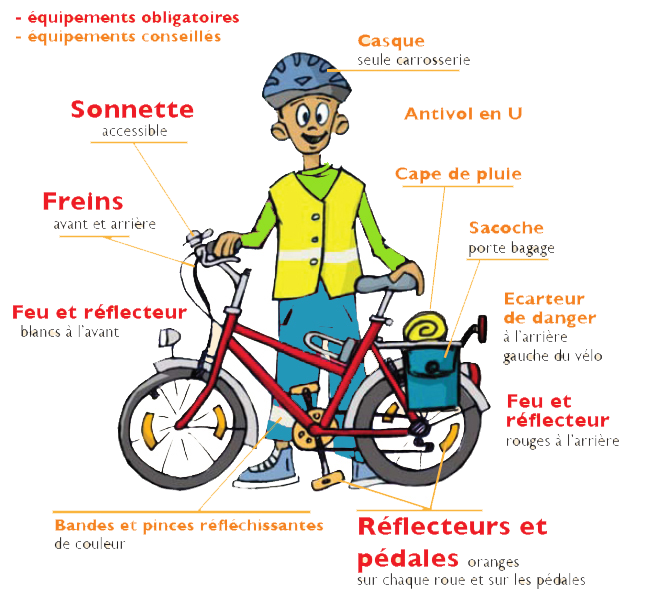 - équipements obligatoires
- équipements conseillés
Casque
seule carrosserie
Sonnette
accessible
Antivol en U
Cape de pluie
Freins
avant et arrière
Sacoche
porte bagage
Feu et réflecteur
blancs à l'avant
Ecarteur
de danger
à l'arrière
gauche du vélo
Feu et
réflecteur
rouges à l'arrière
Bandes et pinces réfléchissantes
de couleur
Réflecteurs et
pédales oranges
sur chaque roue et sur les pédales